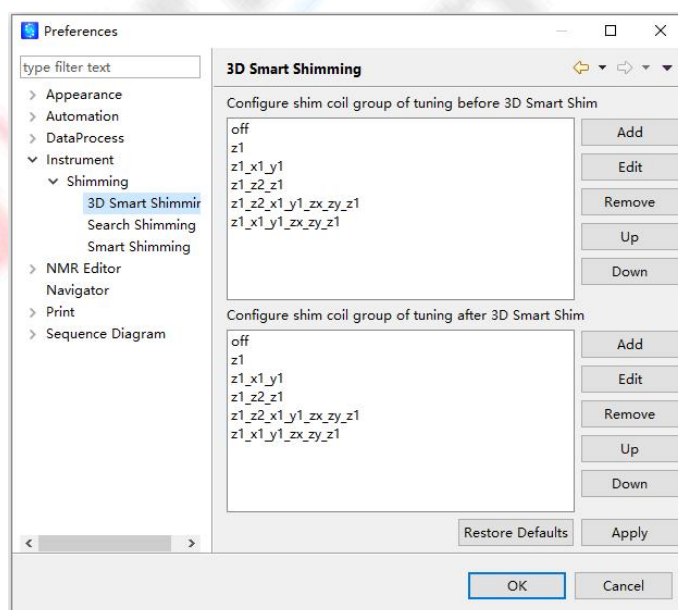 Preferences
type filter text
Appearance
Automation
DataProcess
Instrument
Shimming
3D Smart Shimmir
Search Shimming
Smart Shimming
NMR Editor
Navigator
Print
Sequence Diagram
3D Smart Shimming
Configure shim coil group of tuning before 3D Smart Shim
off
z1
z1_x1_y1
z1_z2_z1
z1_z2_x1_y1_zx_zy_z1
z1_x1_y1_zx_zy_z1
Add
Edit
Remove
Up
Down
Configure shim coil group of tuning after 3D Smart Shim
off
z1
z1_x1_y1
z1_z2_z1
z1_z2_x1_y1_zx_zy_z1
z1_x1_y1_zx_zy_z1
Add
Edit
Remove
Up
Down
Restore Defaults
Apply
OK
Cancel